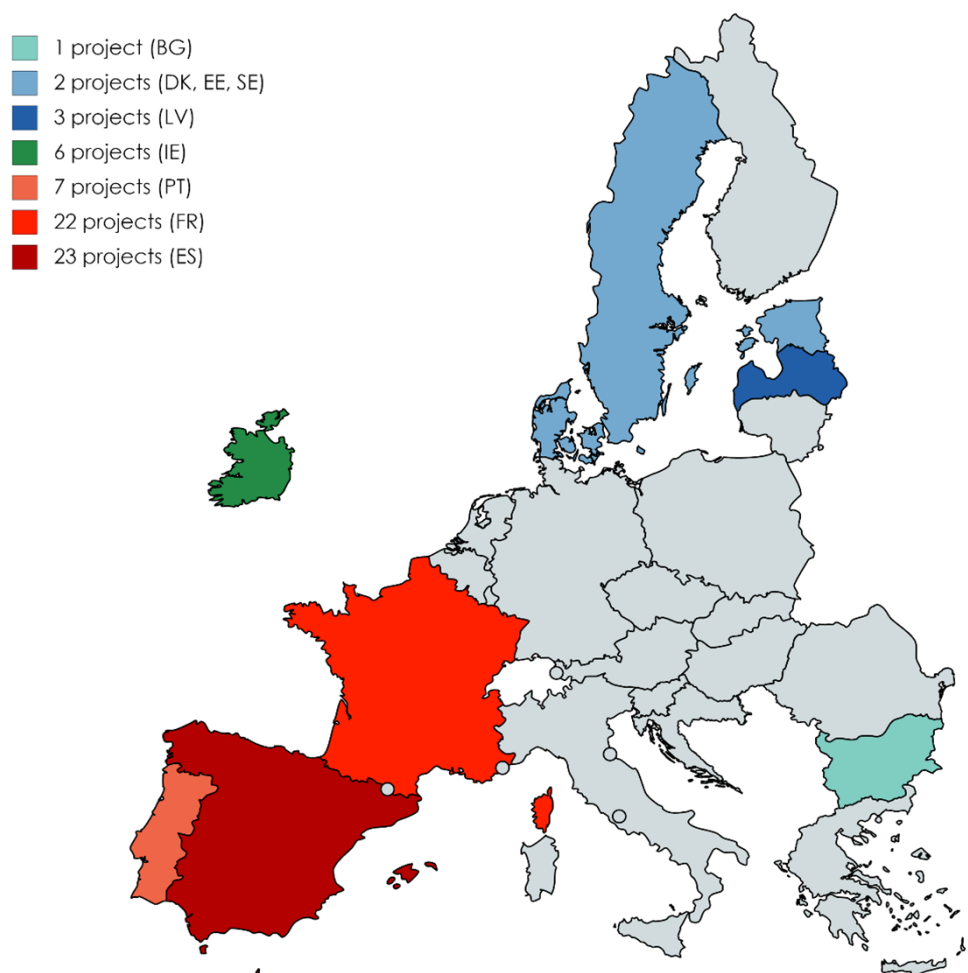 1 project (BG)
2 projects (DK, EE, SE)
3 projects (LV)
6 projects (IE)
7 projects (PT)
22 projects (FR)
23 projects (ES)